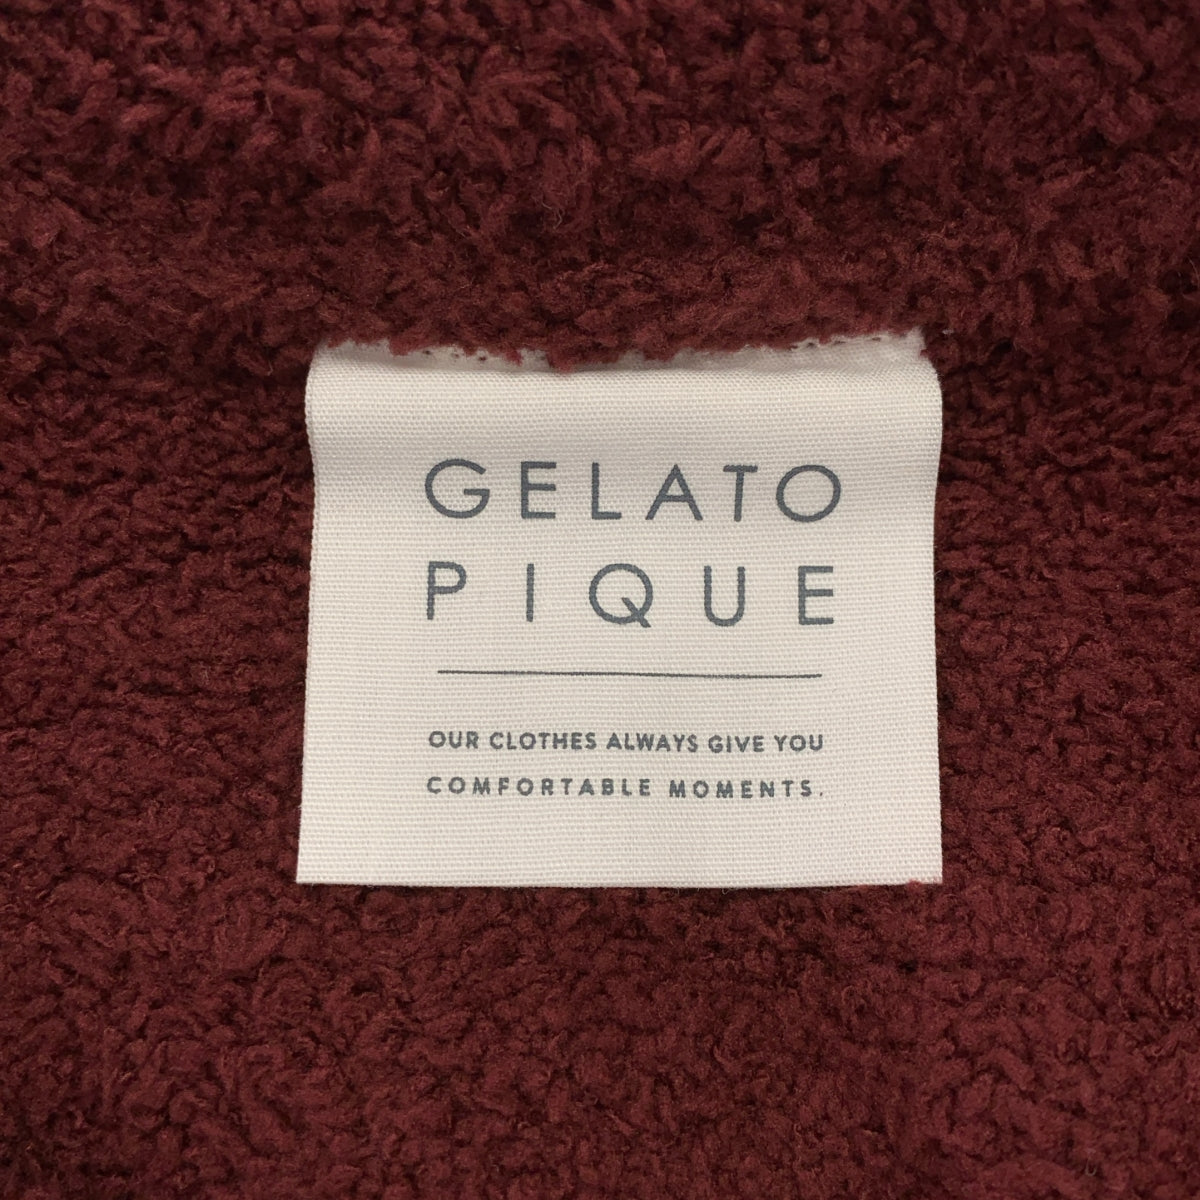 GELATO
PIQUE
OUR CLOTHES ALWAYS GIVE YOU
COMFORTABLE MOMENTS.